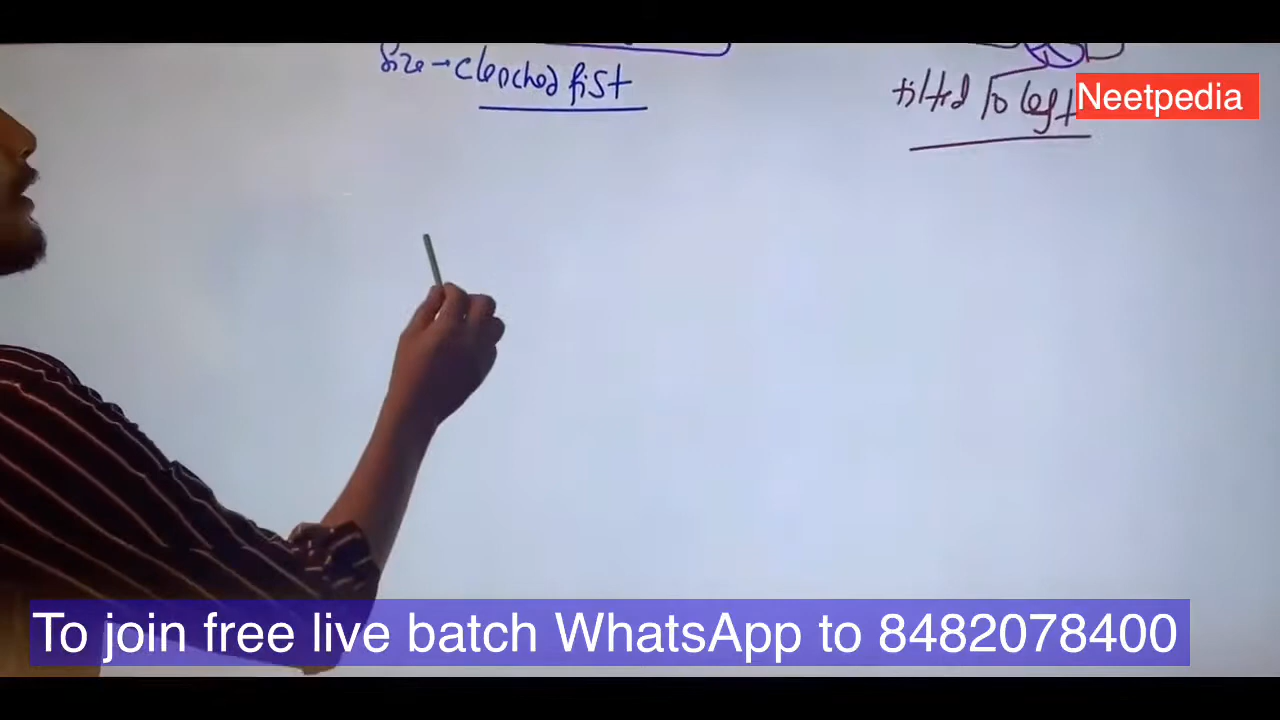 Size → clenched fist
tilted To left
Neetpedia
To join free live batch WhatsApp to 8482078400